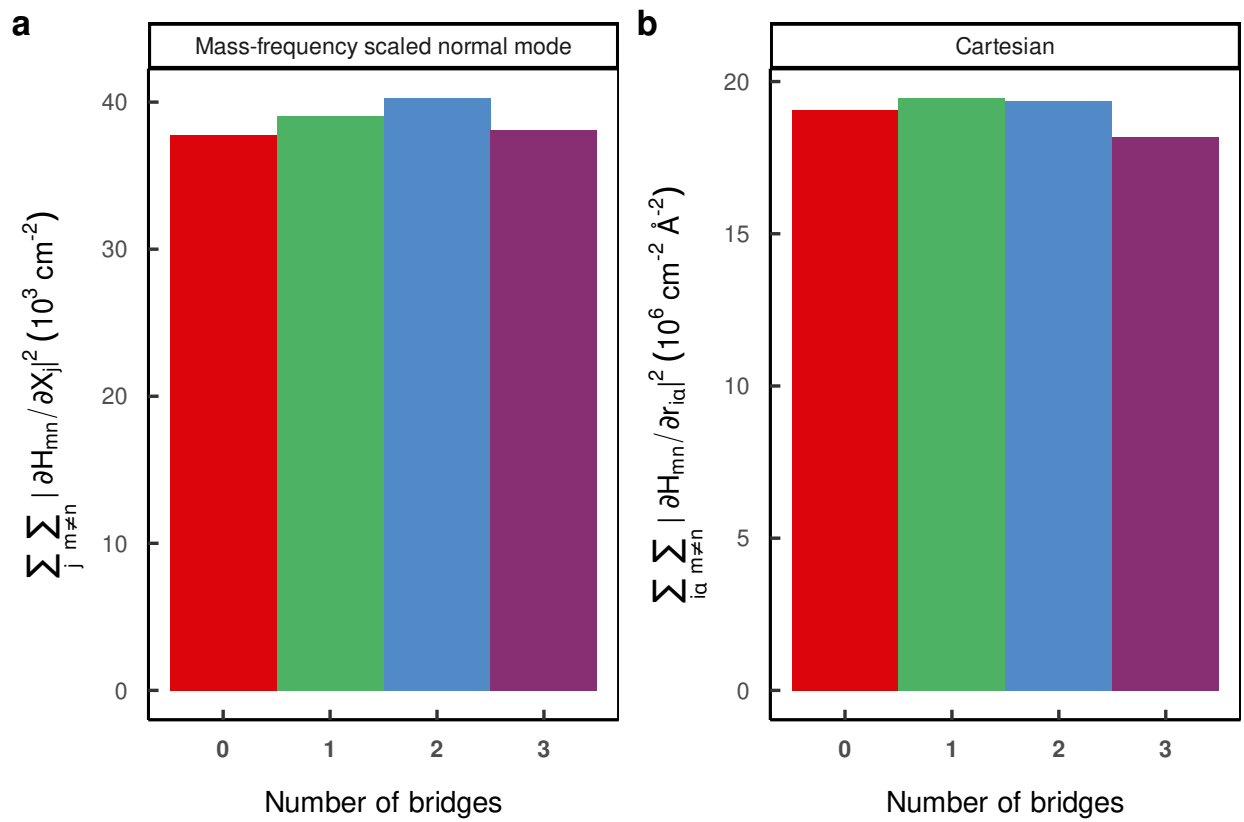 a
Mass-frequency scaled normal mode
∑j ∑m≠n | ∂Hmn / ∂Xj|² (10³ cm⁻²)
40
30
20
10
0
0 1 2 3
Number of bridges
b
Cartesian
∑iα ∑m≠n | ∂Hmn / ∂riα|² (10⁶ cm⁻² Å⁻²)
20
15
10
5
0
0 1 2 3
Number of bridges